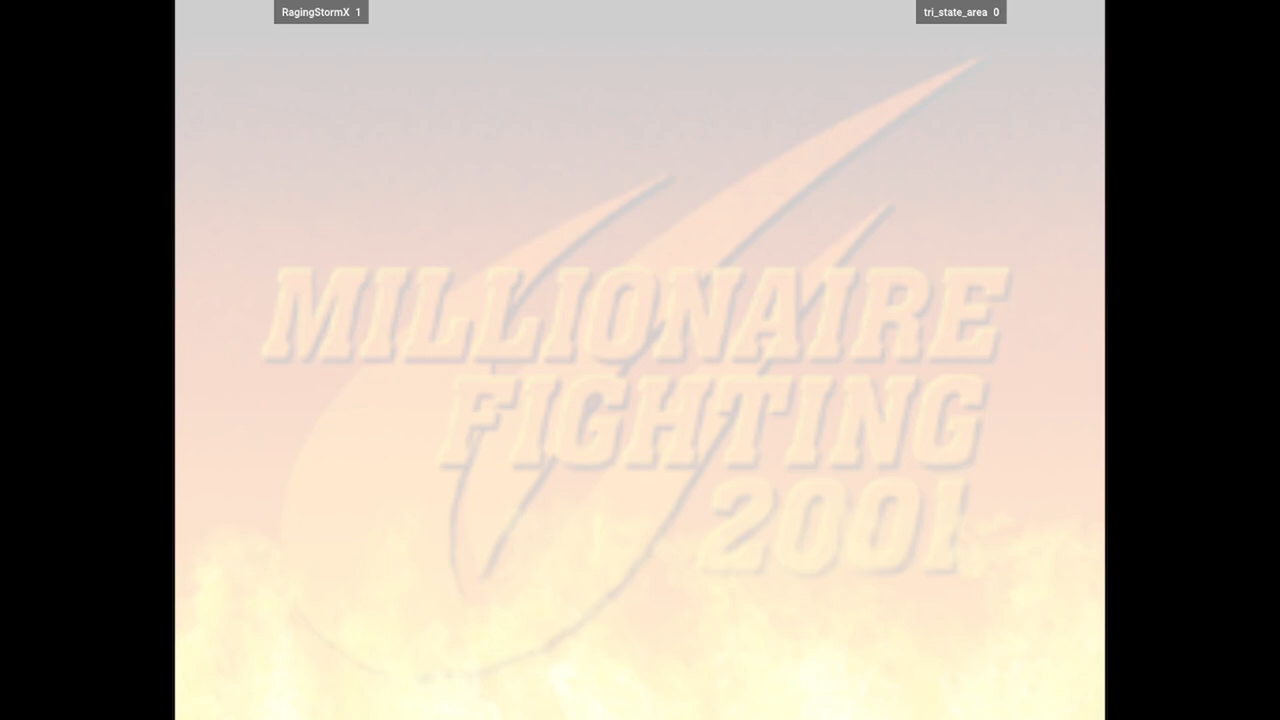 RagingStormX 1
tri_state_area 0
MILLIONAIRE
FIGHTING
2001